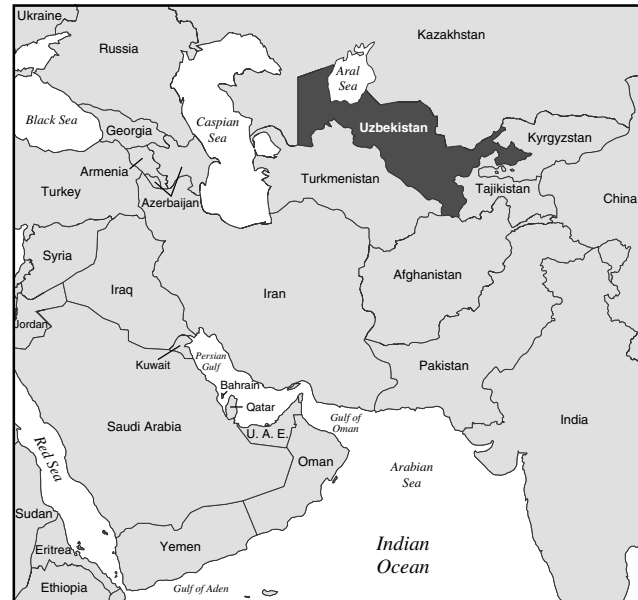 Ukraine
Russia
Kazakhstan
Aral
Sea
Black Sea
Caspian
Sea
Georgia
Uzbekistan
Kyrgyzstan
Armenia
Turkey
Azerbaijan
Turkmenistan
Tajikistan
China
Syria
Iraq
Iran
Afghanistan
Jordan
Kuwait
Persian
Gulf
Pakistan
Bahrain
Qatar
India
Saudi Arabia
U. A. E.
Gulf of
Oman
Oman
Arabian
Sea
Red Sea
Sudan
Eritrea
Yemen
Indian
Ocean
Ethiopia
Gulf of Aden